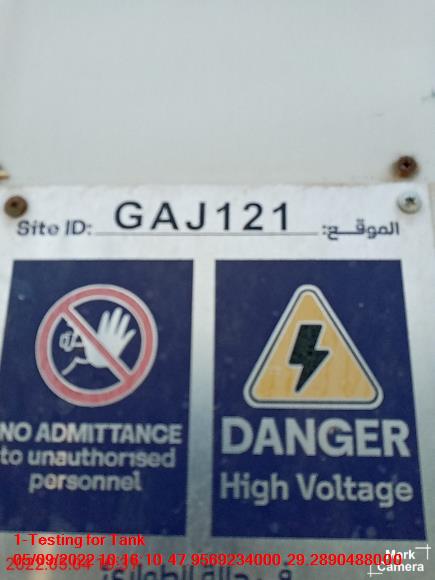 Site ID: GAJ121 الموقع:
NO ADMITTANCE
to unauthorised
personnel
DANGER
High Voltage
1-Testing for Tank
05/09/2022 10:16 10 47.9569234000 29.2890488000
Mark
Camera